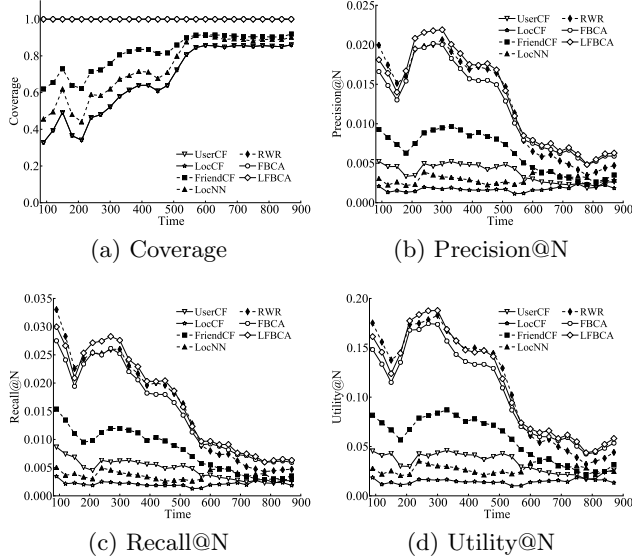 1.0
0.8
0.6
0.4
0.2
0.0
Coverage
UserCF
LocCF
FriendCF
LocNN
RWR
FBCA
LFBCA
100 200 300 400 500 600 700 800 900
Time
(a) Coverage
0.025
0.020
0.015
0.010
0.005
0.000
Precision@N
UserCF
LocCF
FriendCF
LocNN
RWR
FBCA
LFBCA
100 200 300 400 500 600 700 800 900
Time
(b) Precision@N
0.035
0.030
0.025
0.020
0.015
0.010
0.005
0.000
Recall@N
UserCF
LocCF
FriendCF
LocNN
RWR
FBCA
LFBCA
100 200 300 400 500 600 700 800 900
Time
(c) Recall@N
0.20
0.15
0.10
0.05
0.00
Utility@N
UserCF
LocCF
FriendCF
LocNN
RWR
FBCA
LFBCA
100 200 300 400 500 600 700 800 900
Time
(d) Utility@N